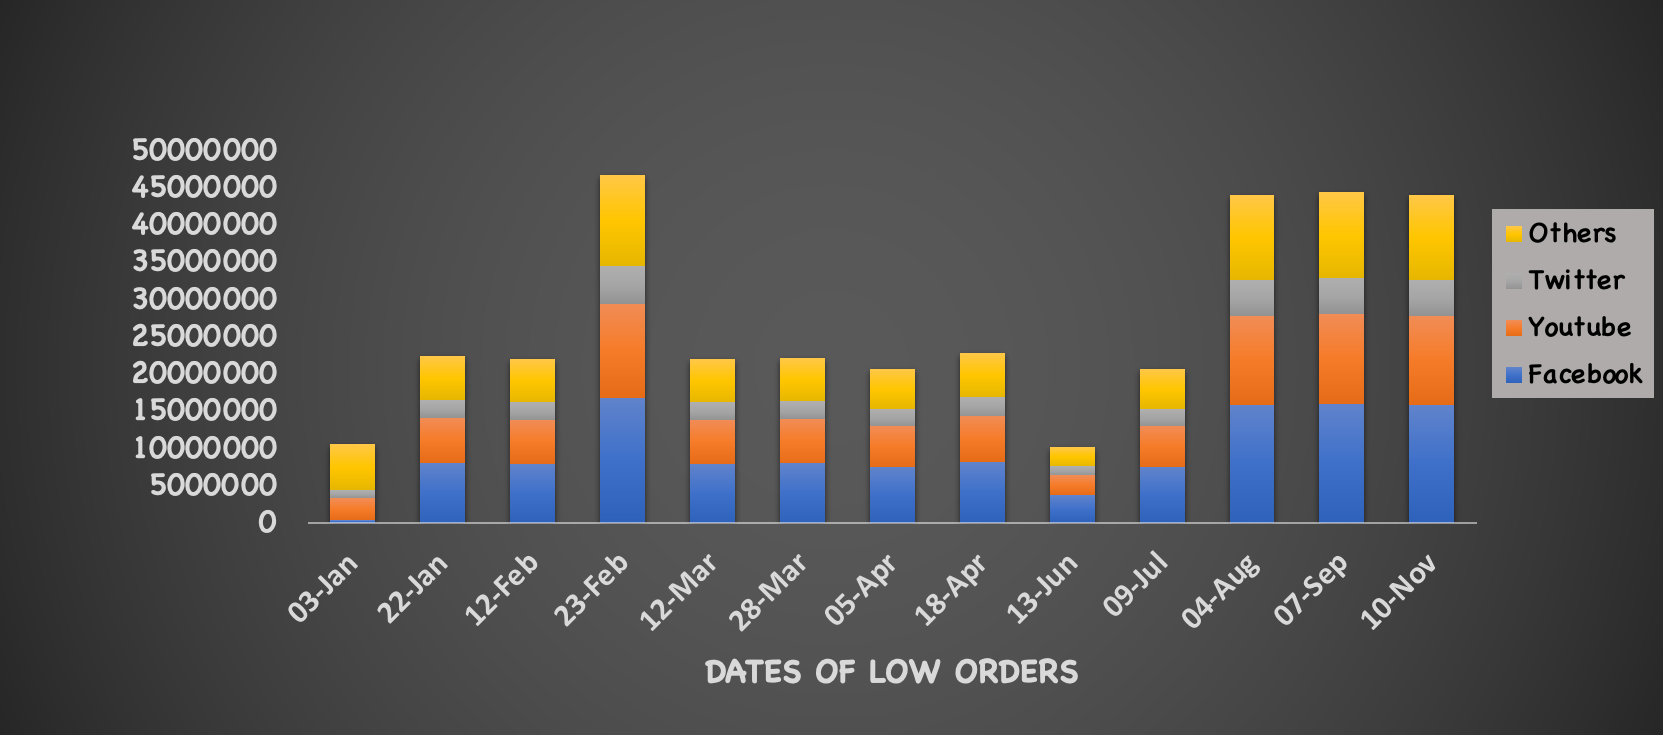 50000000
45000000
40000000
35000000
30000000
25000000
20000000
15000000
10000000
5000000
0
03-Jan
22-Jan
12-Feb
23-Feb
12-Mar
28-Mar
05-Apr
18-Apr
13-Jun
09-Jul
04-Aug
07-Sep
10-Nov
DATES OF LOW ORDERS
Others
Twitter
Youtube
Facebook